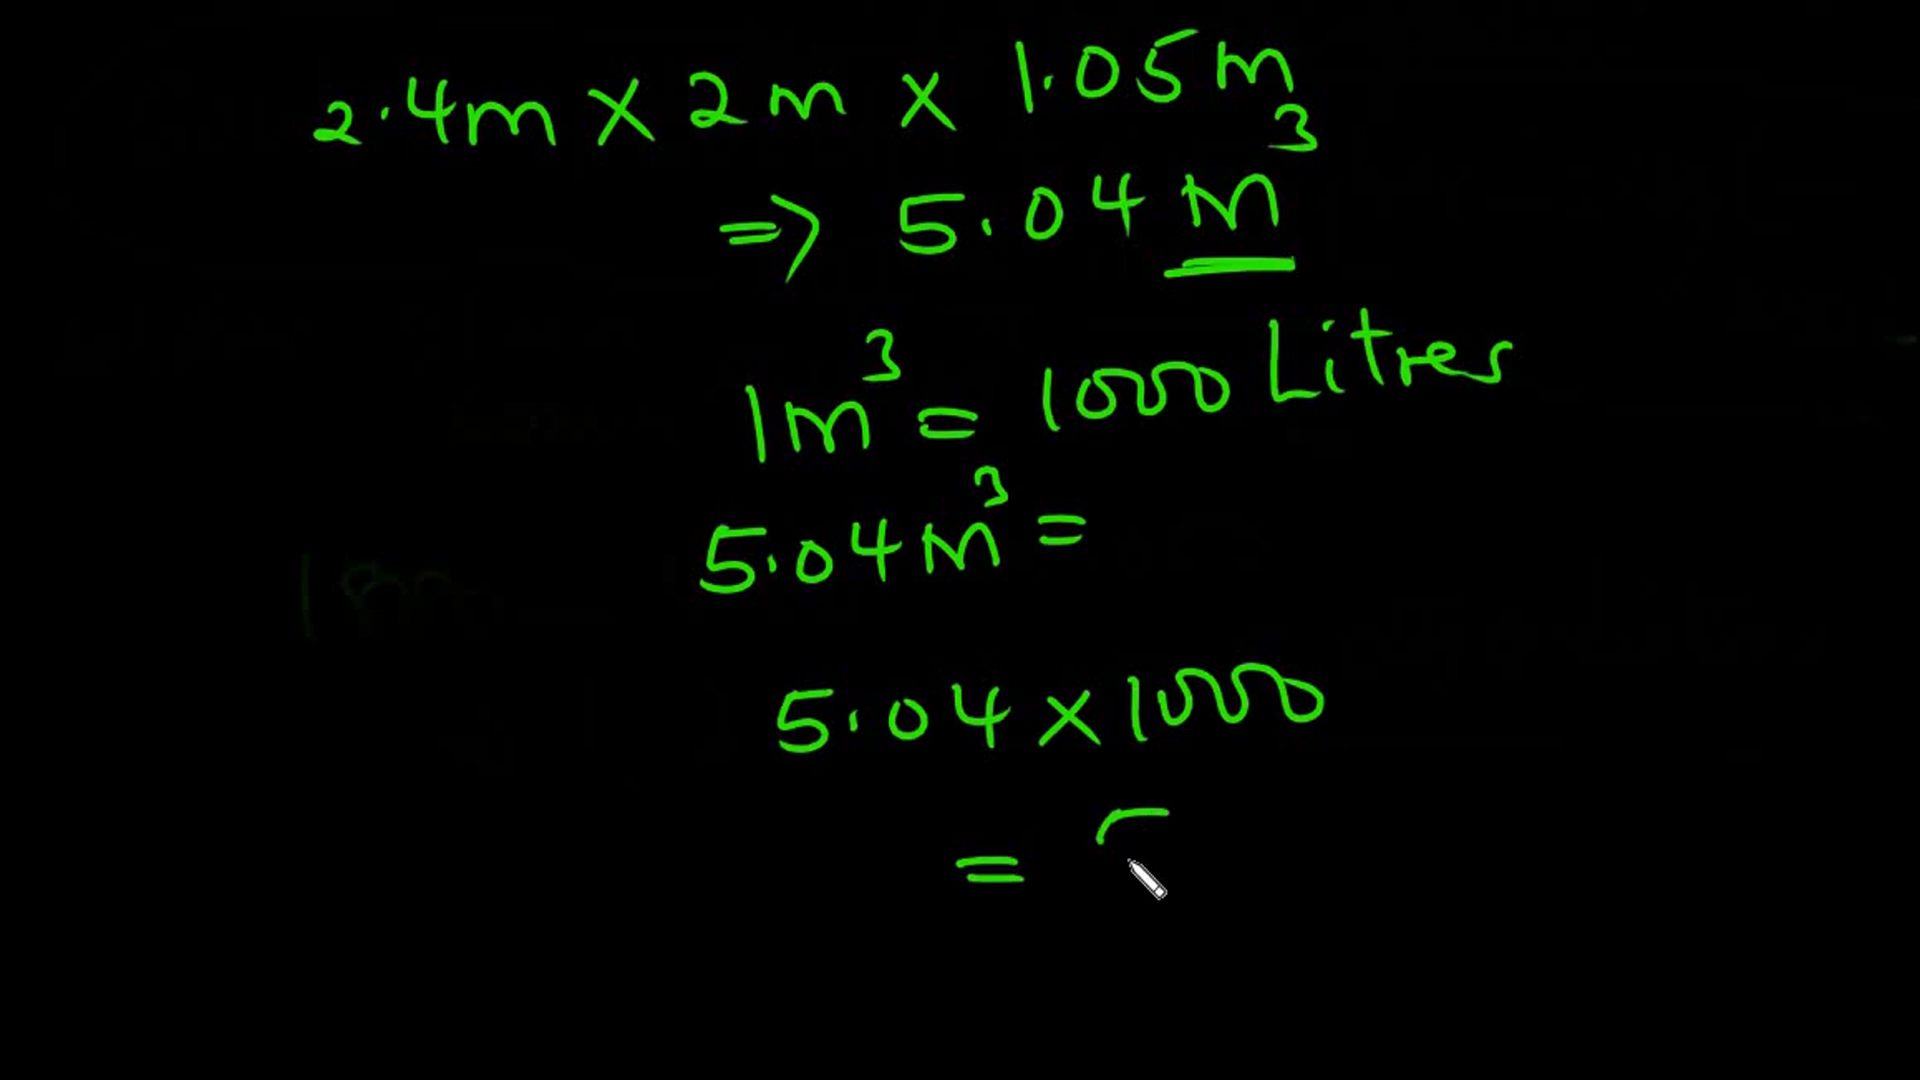 2.4m × 2m × 1.05m
=> 5.04 m³
1m³ = 1000 Litres
5.04m³ =
5.04 × 1000
=